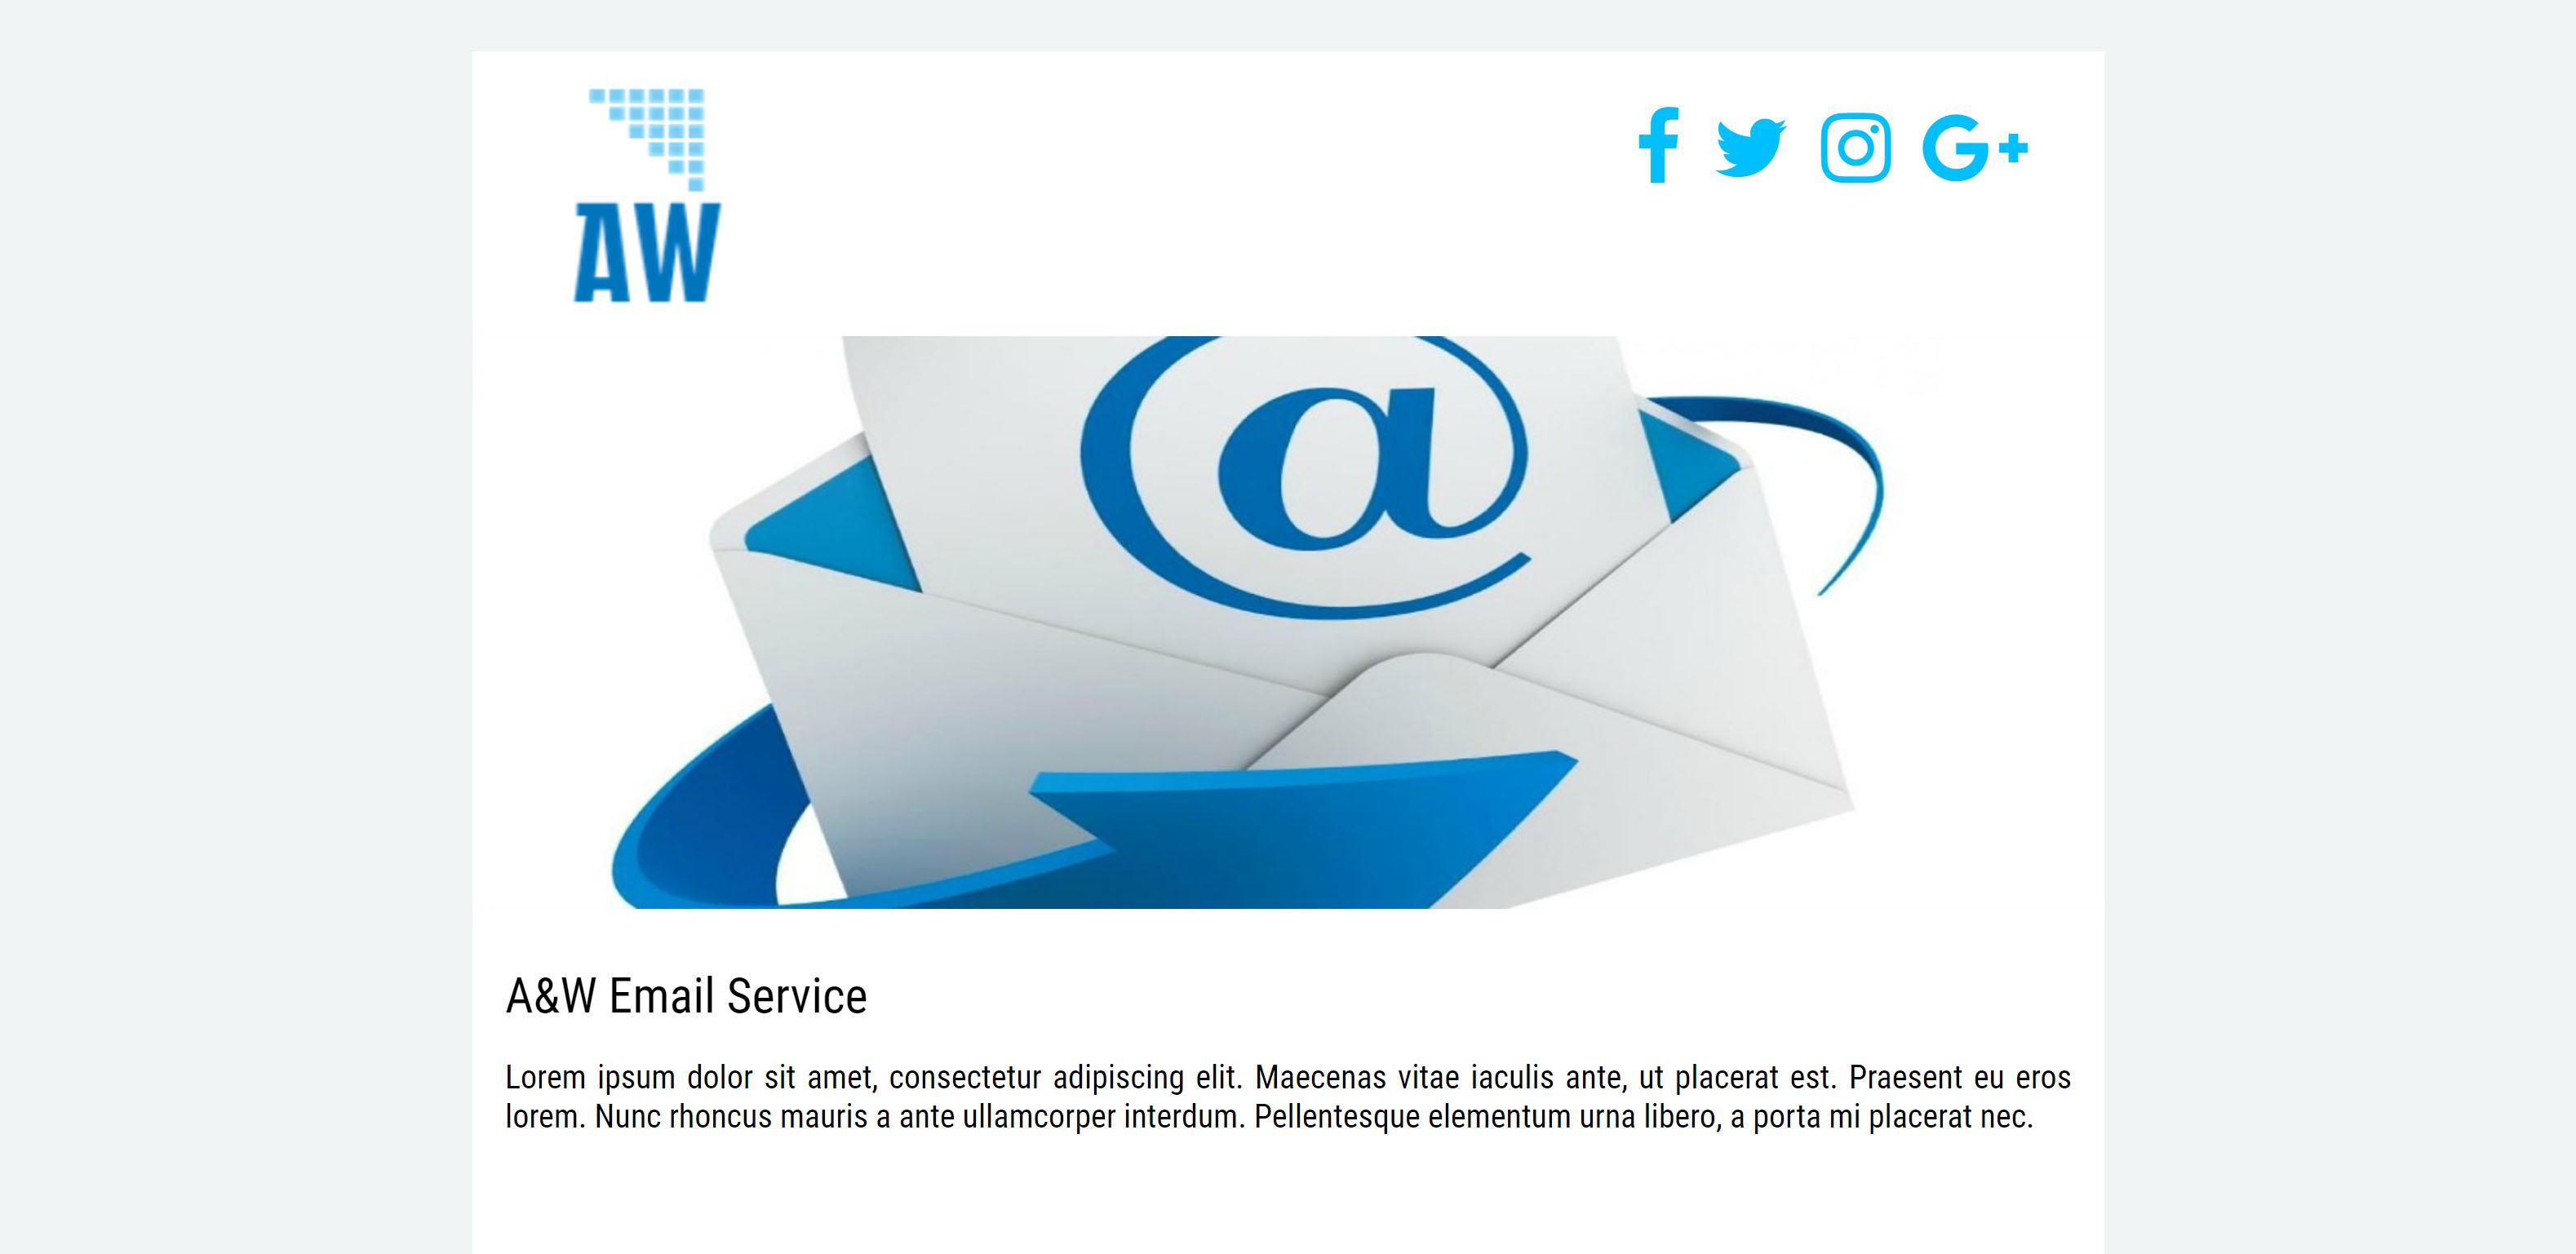 AW
@
A&W Email Service
Lorem ipsum dolor sit amet, consectetur adipiscing elit. Maecenas vitae iaculis ante, ut placerat est. Praesent eu eros
lorem. Nunc rhoncus mauris a ante ullamcorper interdum. Pellentesque elementum urna libero, a porta mi placerat nec.